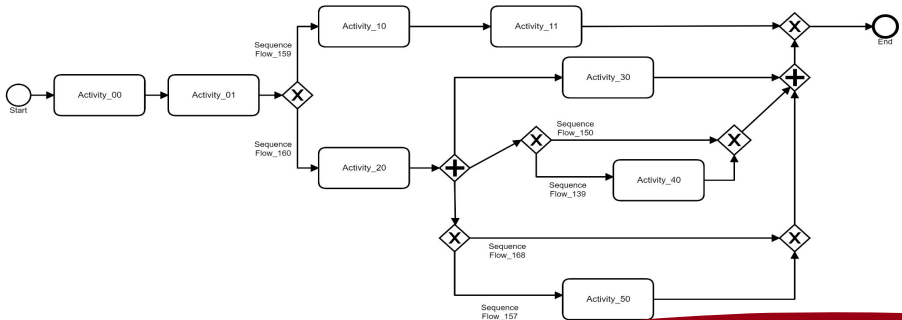 Activity_10
Activity_11
End
Sequence
Flow_159
Activity_30
Start
Activity_00
Activity_01
Sequence
Flow_150
Sequence
Flow_160
Activity_20
Activity_40
Sequence
Flow_139
Sequence
Flow_168
Activity_50
Sequence
Flow_157